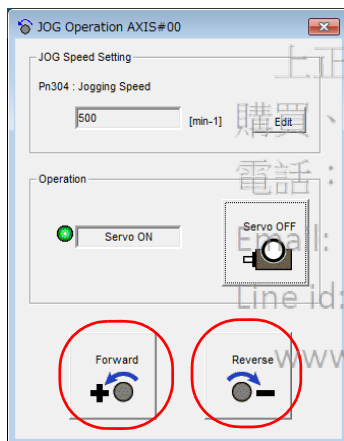 JOG Operation AXIS#00
JOG Speed Setting
上正
Pn304 : Jogging Speed
500 [min-1] Edit
購買、
Operation
電話：
Servo ON
Servo OFF
Email:
Line id:
Forward
Reverse
www